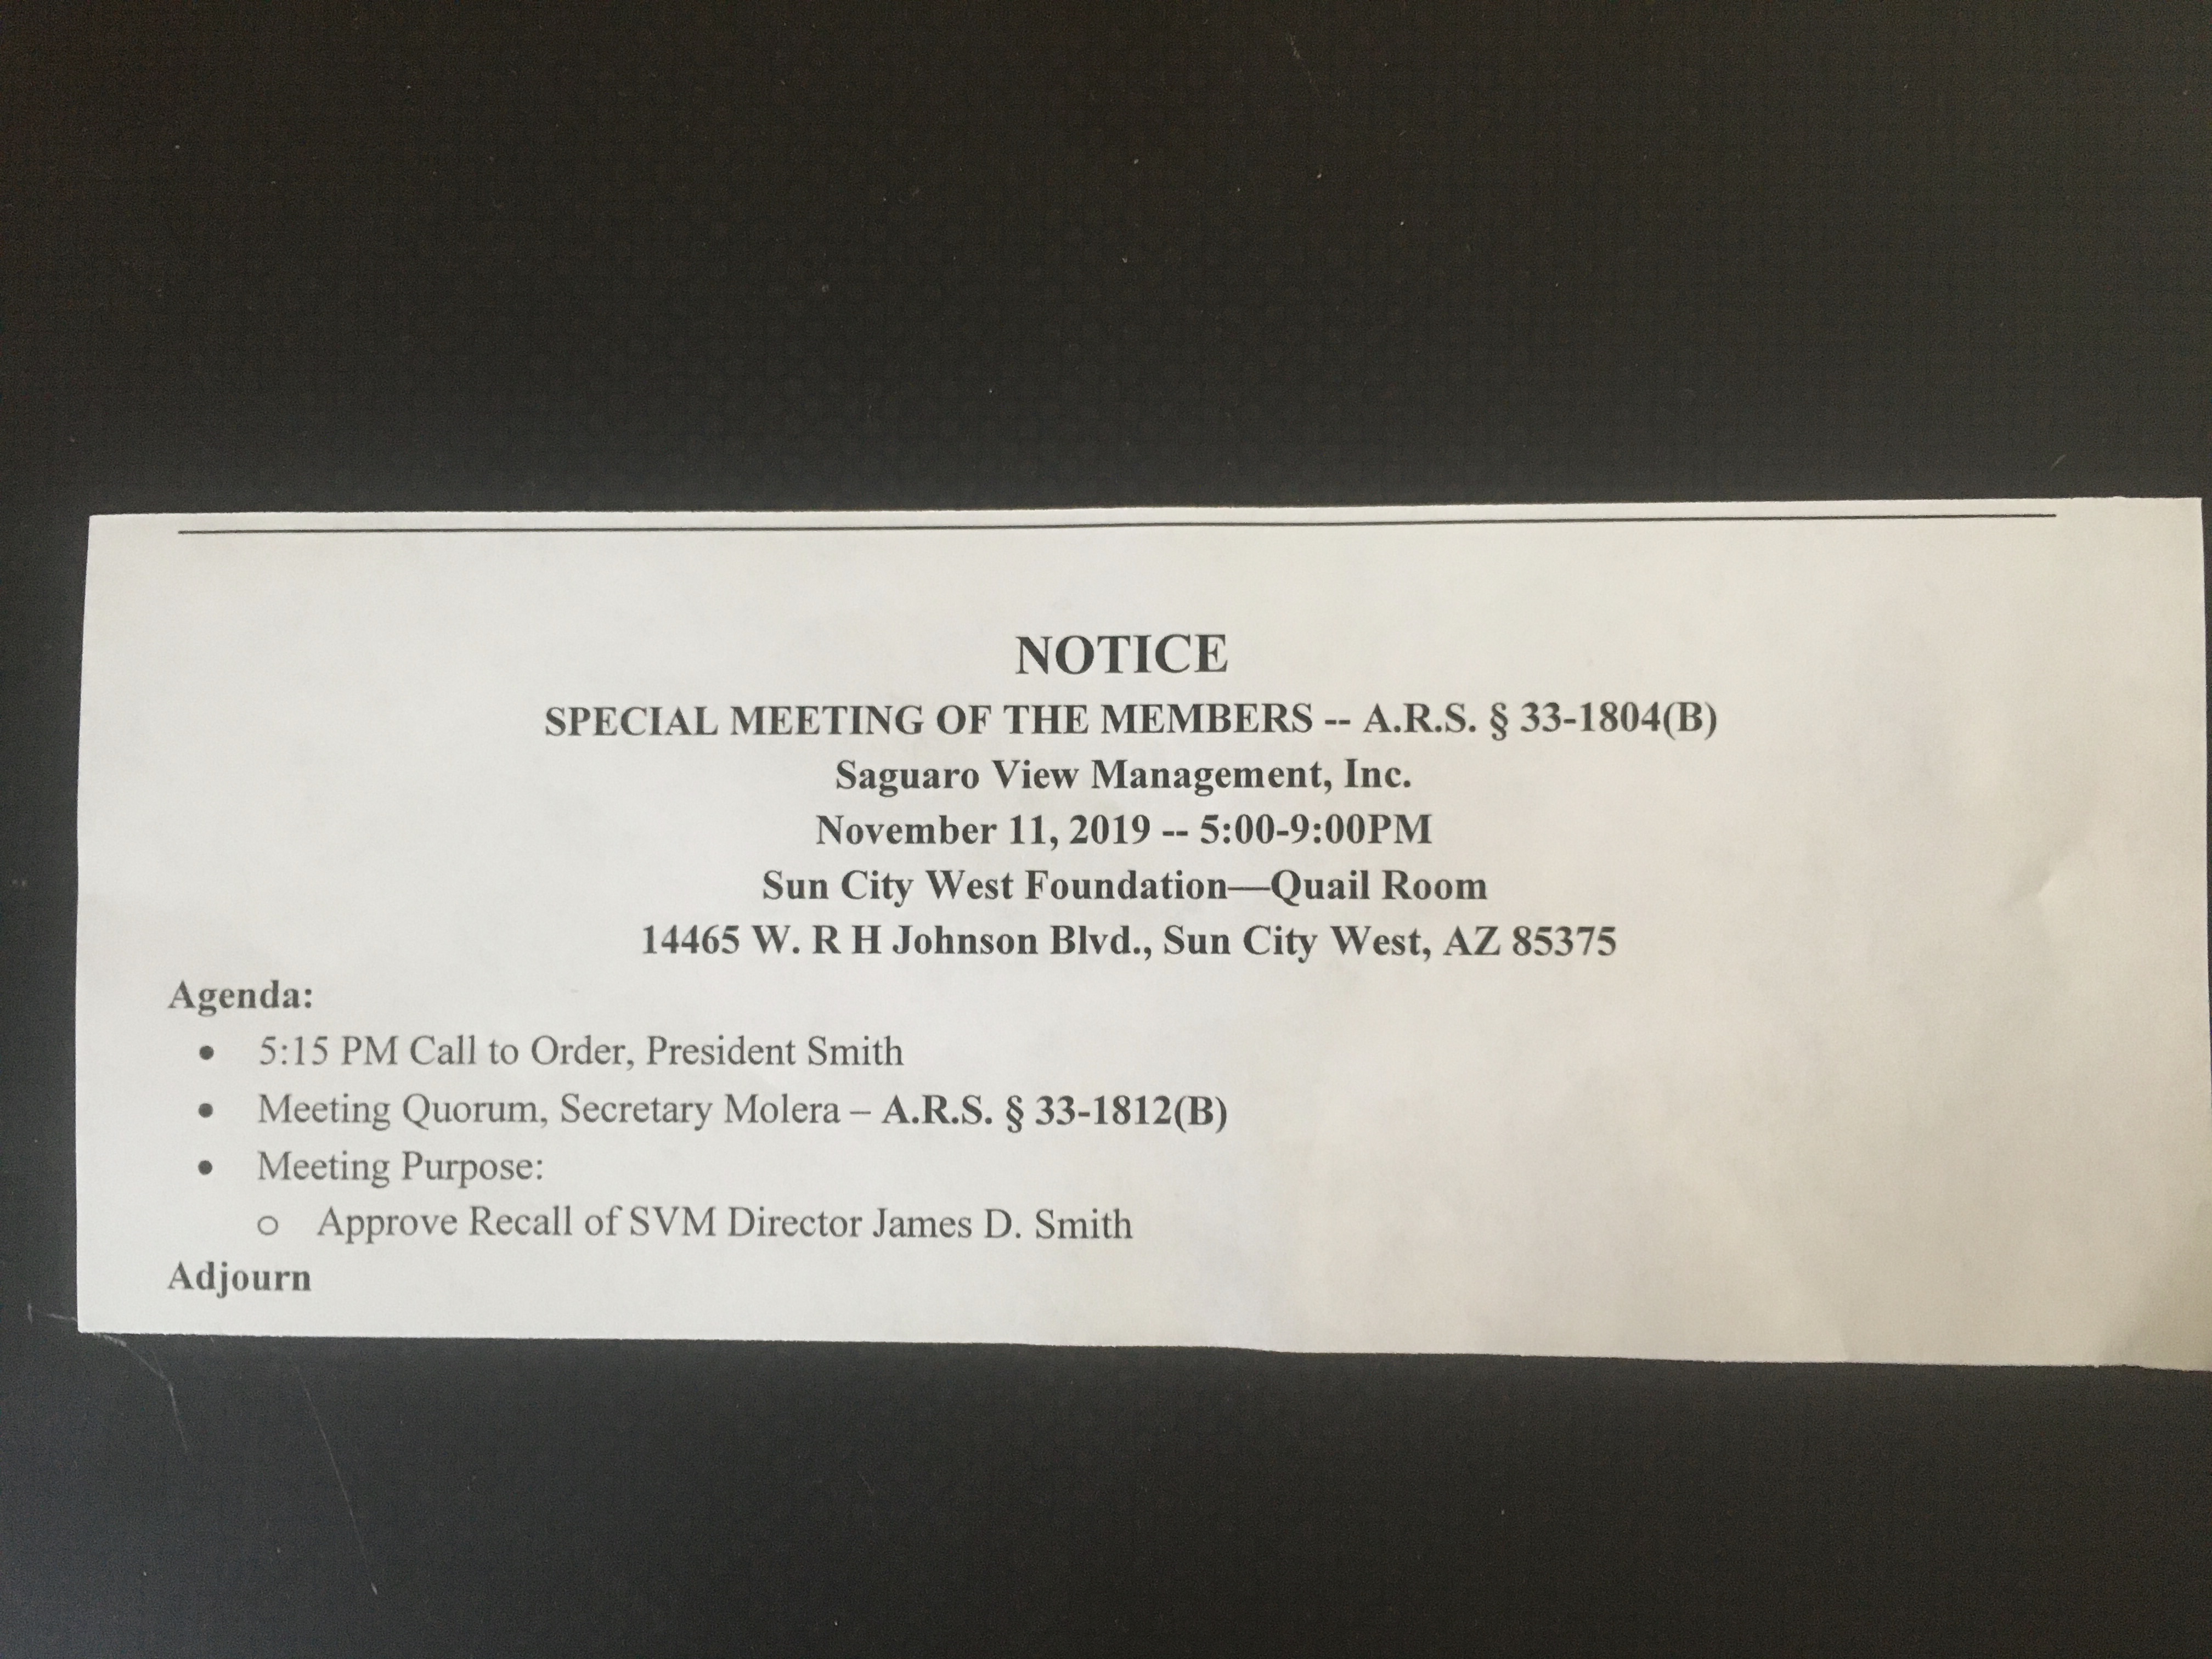 NOTICE
SPECIAL MEETING OF THE MEMBERS -- A.R.S. § 33-1804(B)
Saguaro View Management, Inc.
November 11, 2019 -- 5:00-9:00PM
Sun City West Foundation—Quail Room
14465 W. R H Johnson Blvd., Sun City West, AZ 85375
Agenda:
• 5:15 PM Call to Order, President Smith
• Meeting Quorum, Secretary Molera – A.R.S. § 33-1812(B)
• Meeting Purpose:
o Approve Recall of SVM Director James D. Smith
Adjourn